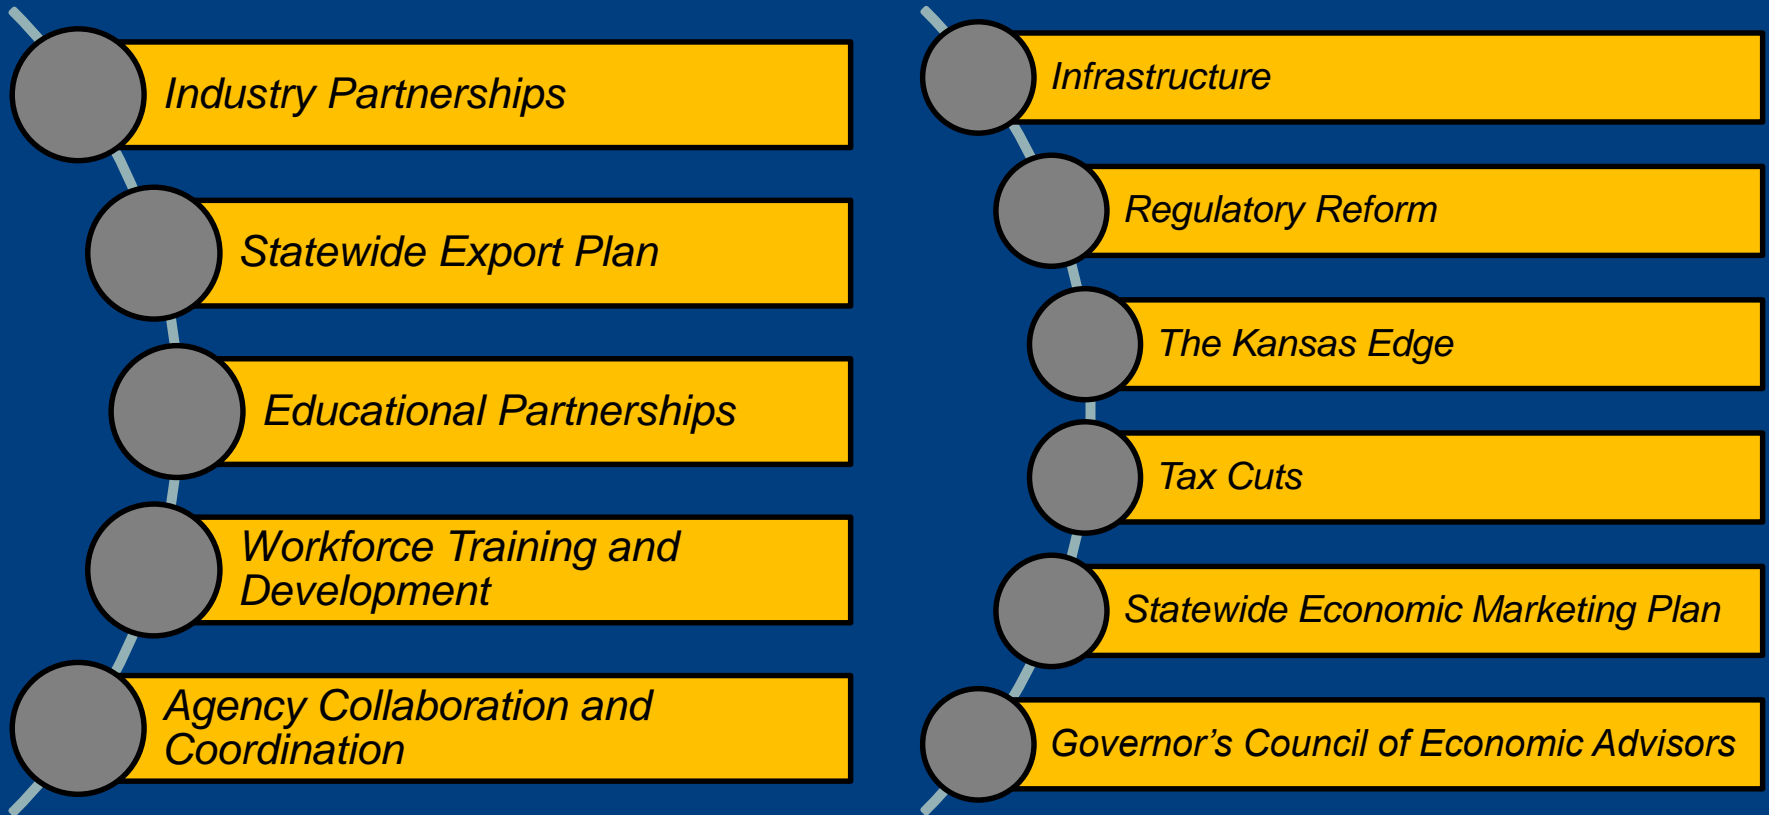 Industry Partnerships
Statewide Export Plan
Educational Partnerships
Workforce Training and
Development
Agency Collaboration and
Coordination
Infrastructure
Regulatory Reform
The Kansas Edge
Tax Cuts
Statewide Economic Marketing Plan
Governor’s Council of Economic Advisors